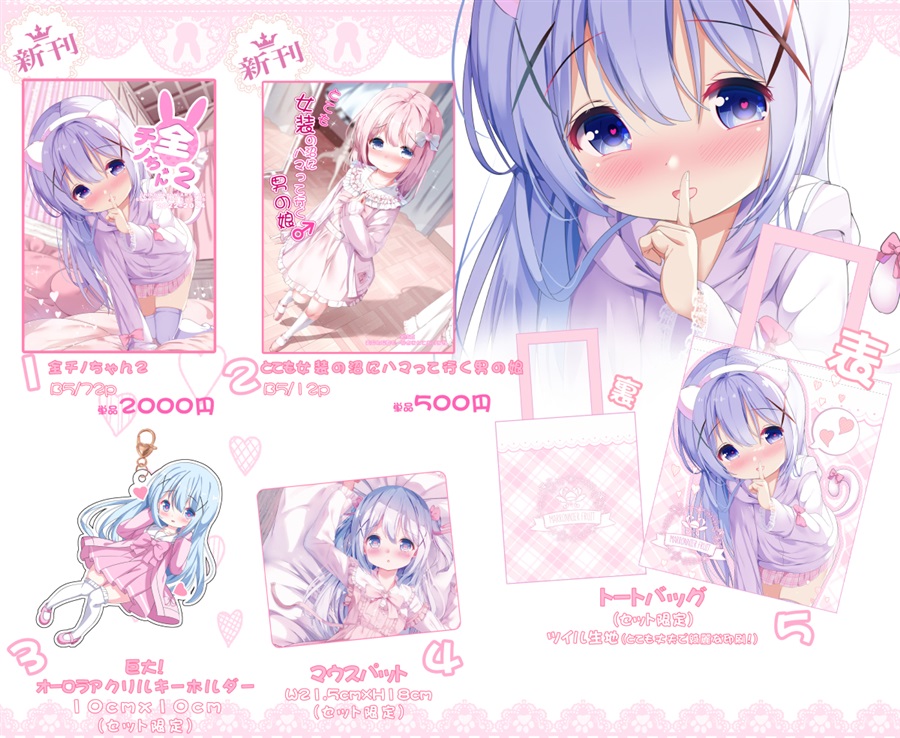 新刊
新刊
全
チノちゃん2
とても
女装の沼に
ハマって行く
男の娘♂
1
全チノちゃん2
B5/72p
単品2000円
2
とても女装の沼にハマって行く男の娘
B5/12p
単品500円
裏
表
MARONASCE FRUIT
3
巨大!
オーロラアクリルキーホルダー
10cm×10cm
(セット限定)
4
マウスパット
W21.5cm×H18cm
(セット限定)
5
トートバッグ
(セット限定)
ツイル生地(とても丈夫で綺麗な印刷!)